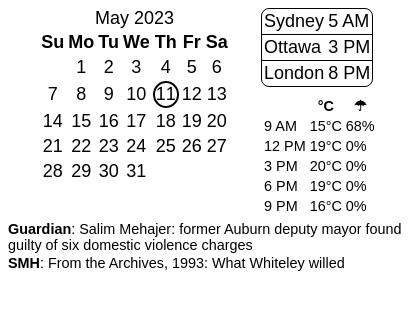 May 2023
Su Mo Tu We Th Fr Sa
1 2 3 4 5 6
7 8 9 10 11 12 13
14 15 16 17 18 19 20
21 22 23 24 25 26 27
28 29 30 31
Sydney 5 AM
Ottawa 3 PM
London 8 PM
°C ☂
9 AM 15°C 68%
12 PM 19°C 0%
3 PM 20°C 0%
6 PM 19°C 0%
9 PM 16°C 0%
Guardian: Salim Mehajer: former Auburn deputy mayor found
guilty of six domestic violence charges
SMH: From the Archives, 1993: What Whiteley willed